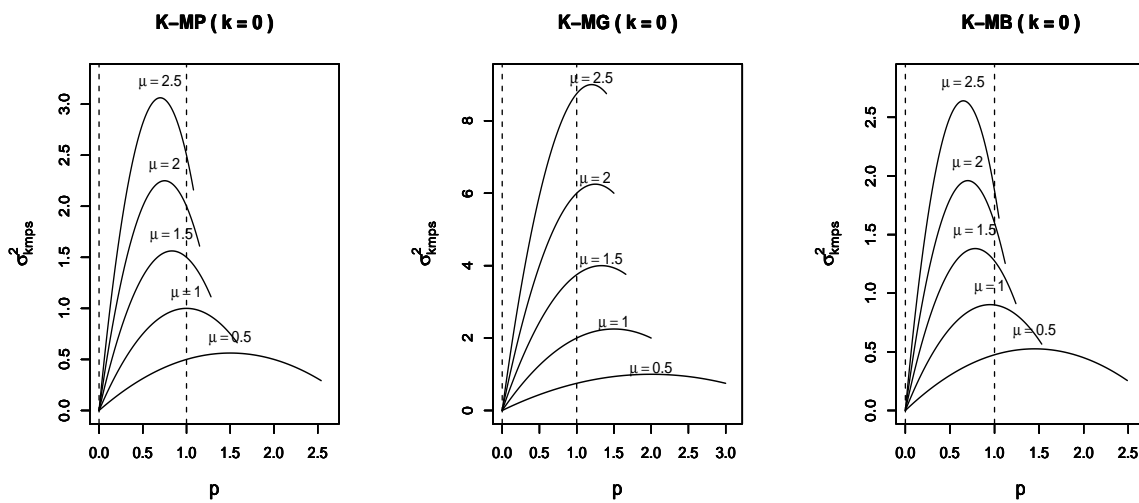 K−MP ( k = 0 )
σ²kmps
3.0
2.5
2.0
1.5
1.0
0.5
0.0
μ = 2.5
μ = 2
μ = 1.5
μ = 1
μ = 0.5
0.0 0.5 1.0 1.5 2.0 2.5
p
K−MG ( k = 0 )
σ²kmps
8
6
4
2
0
μ = 2.5
μ = 2
μ = 1.5
μ = 1
μ = 0.5
0.0 0.5 1.0 1.5 2.0 2.5 3.0
p
K−MB ( k = 0 )
σ²kmps
2.5
2.0
1.5
1.0
0.5
0.0
μ = 2.5
μ = 2
μ = 1.5
μ = 1
μ = 0.5
0.0 0.5 1.0 1.5 2.0 2.5
p